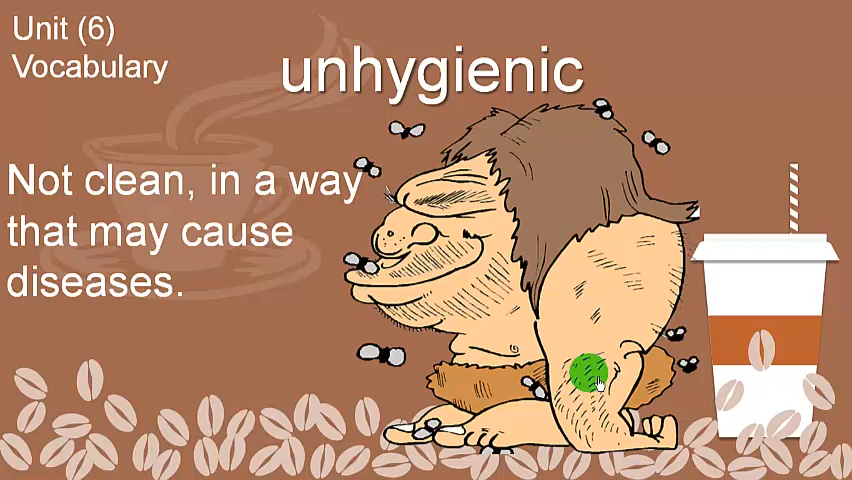 Unit (6)
Vocabulary
unhygienic
Not clean, in a way
that may cause
diseases.